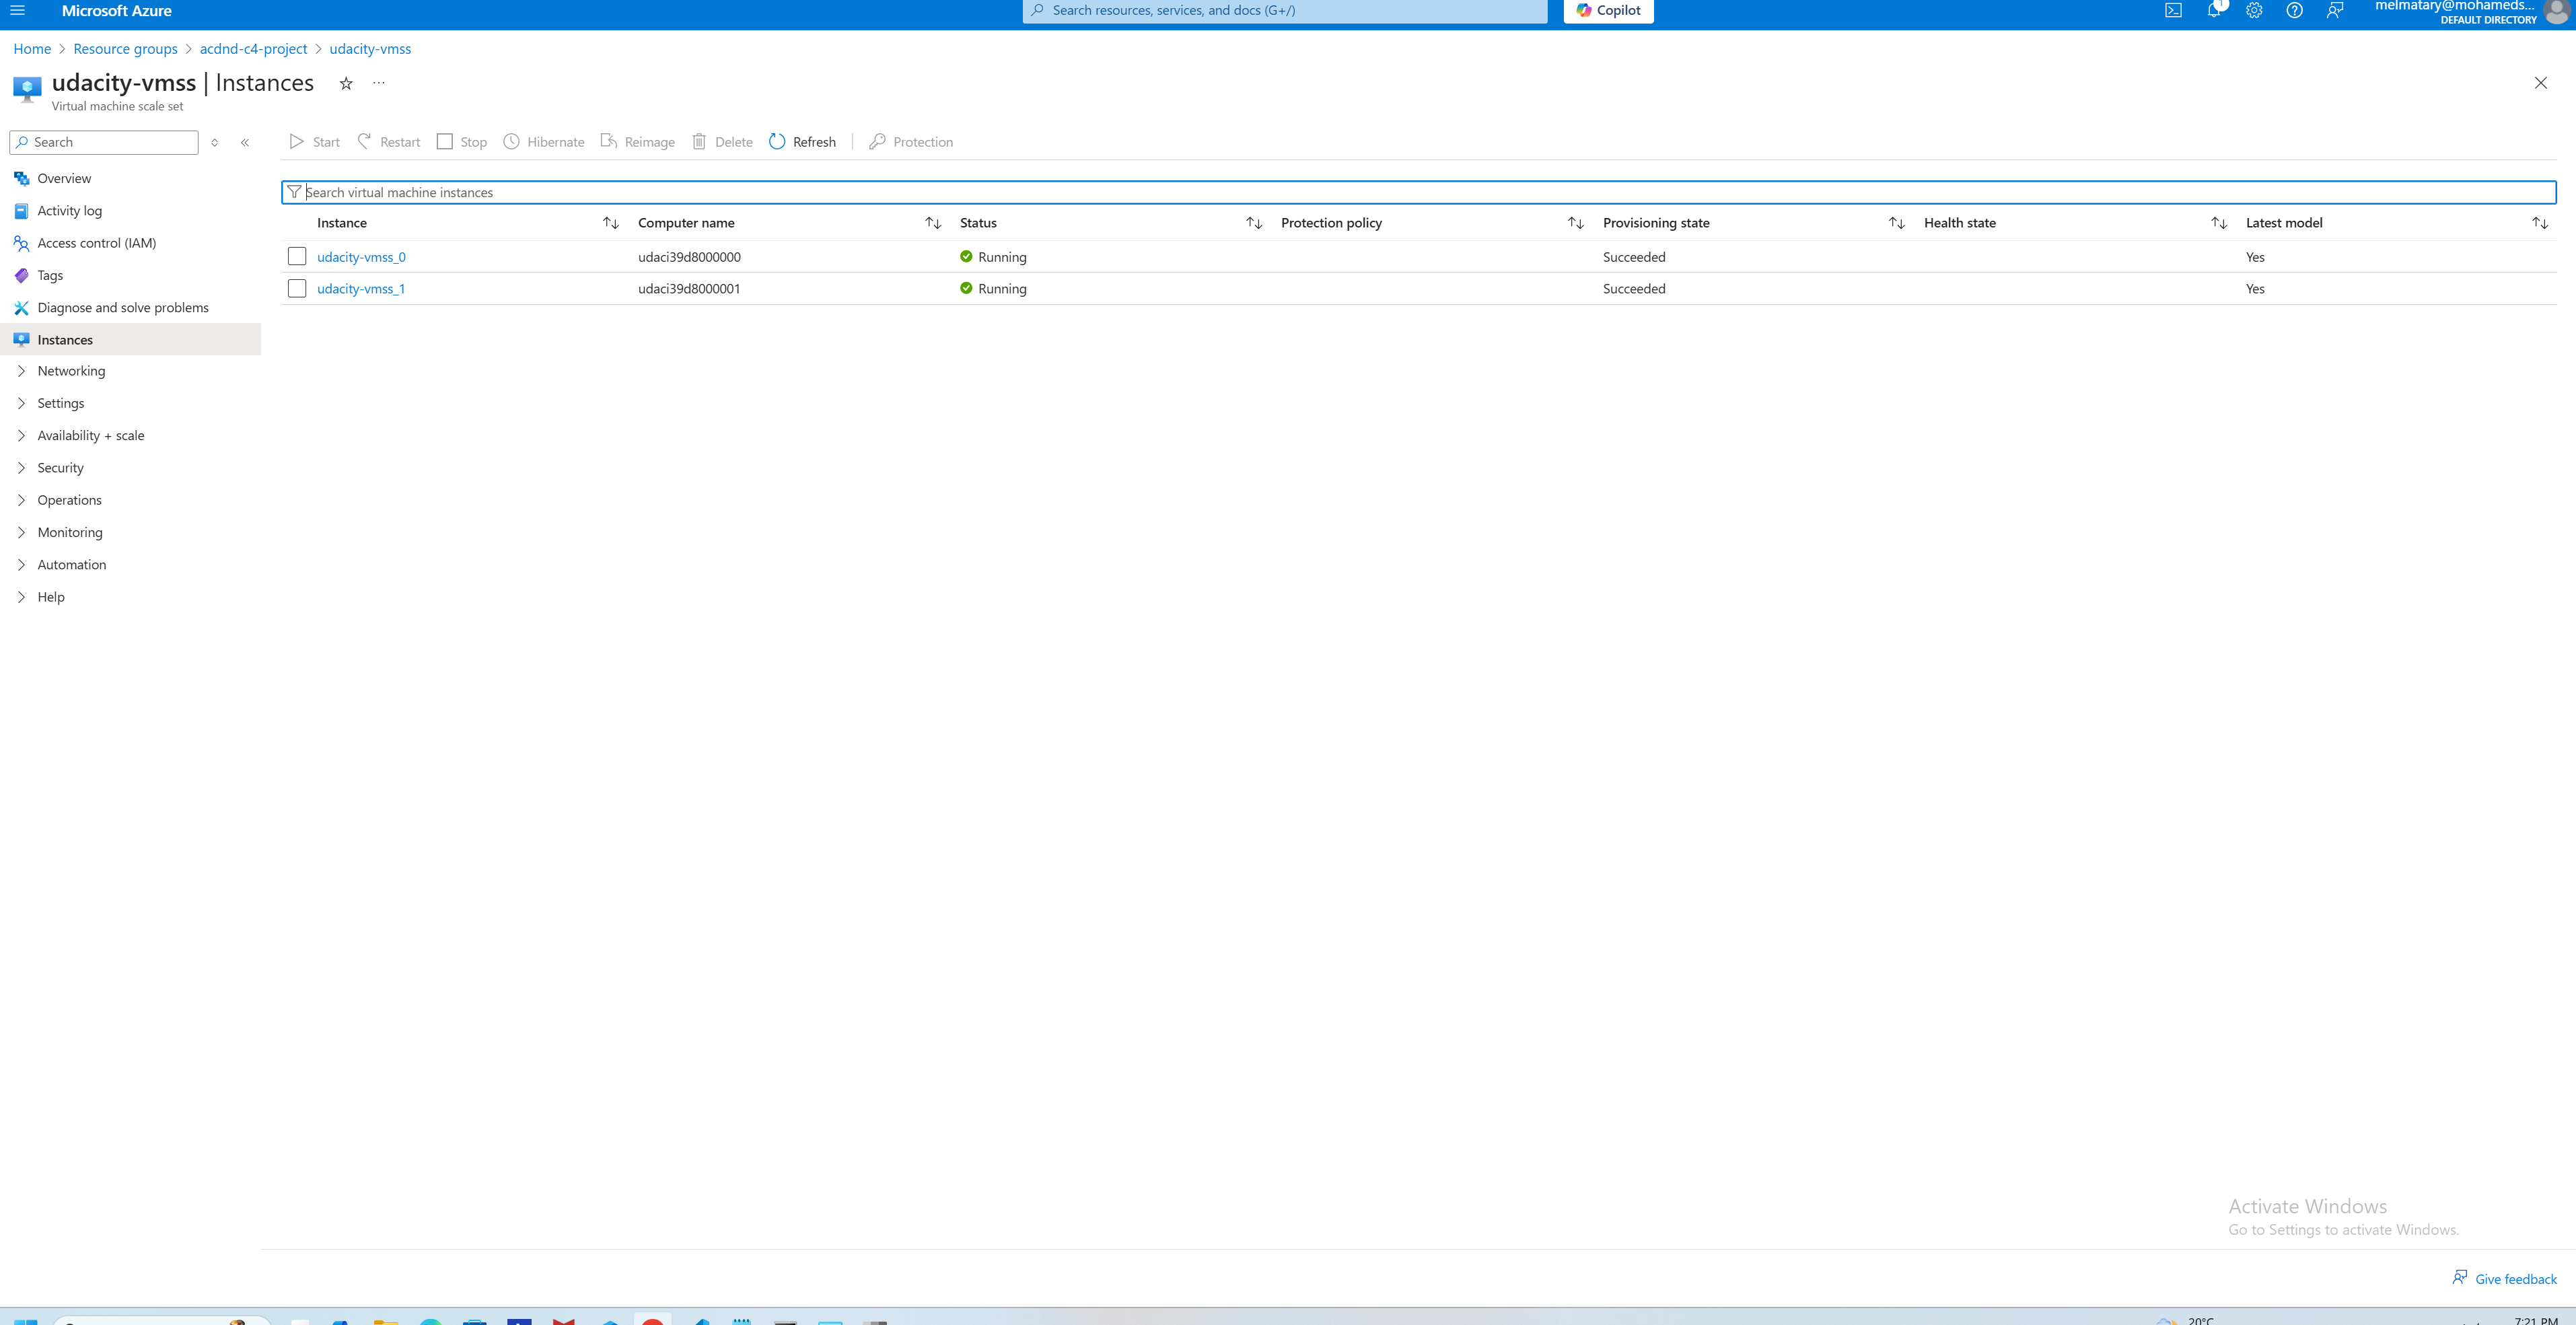 Microsoft Azure
Search resources, services, and docs (G+/)
Copilot
1
melmatary@mohameds...
DEFAULT DIRECTORY
Home > Resource groups > acdnd-c4-project > udacity-vmss
udacity-vmss | Instances
Virtual machine scale set
Search
Start Restart Stop Hibernate Reimage Delete Refresh Protection
Overview
Activity log
Access control (IAM)
Tags
Diagnose and solve problems
Instances
Networking
Settings
Availability + scale
Security
Operations
Monitoring
Automation
Help
Search virtual machine instances
Instance Computer name Status Protection policy Provisioning state Health state Latest model
udacity-vmss_0 udaci39d8000000 Running Succeeded Yes
udacity-vmss_1 udaci39d8000001 Running Succeeded Yes
Activate Windows
Go to Settings to activate Windows.
Give feedback
20°C
7:21 PM